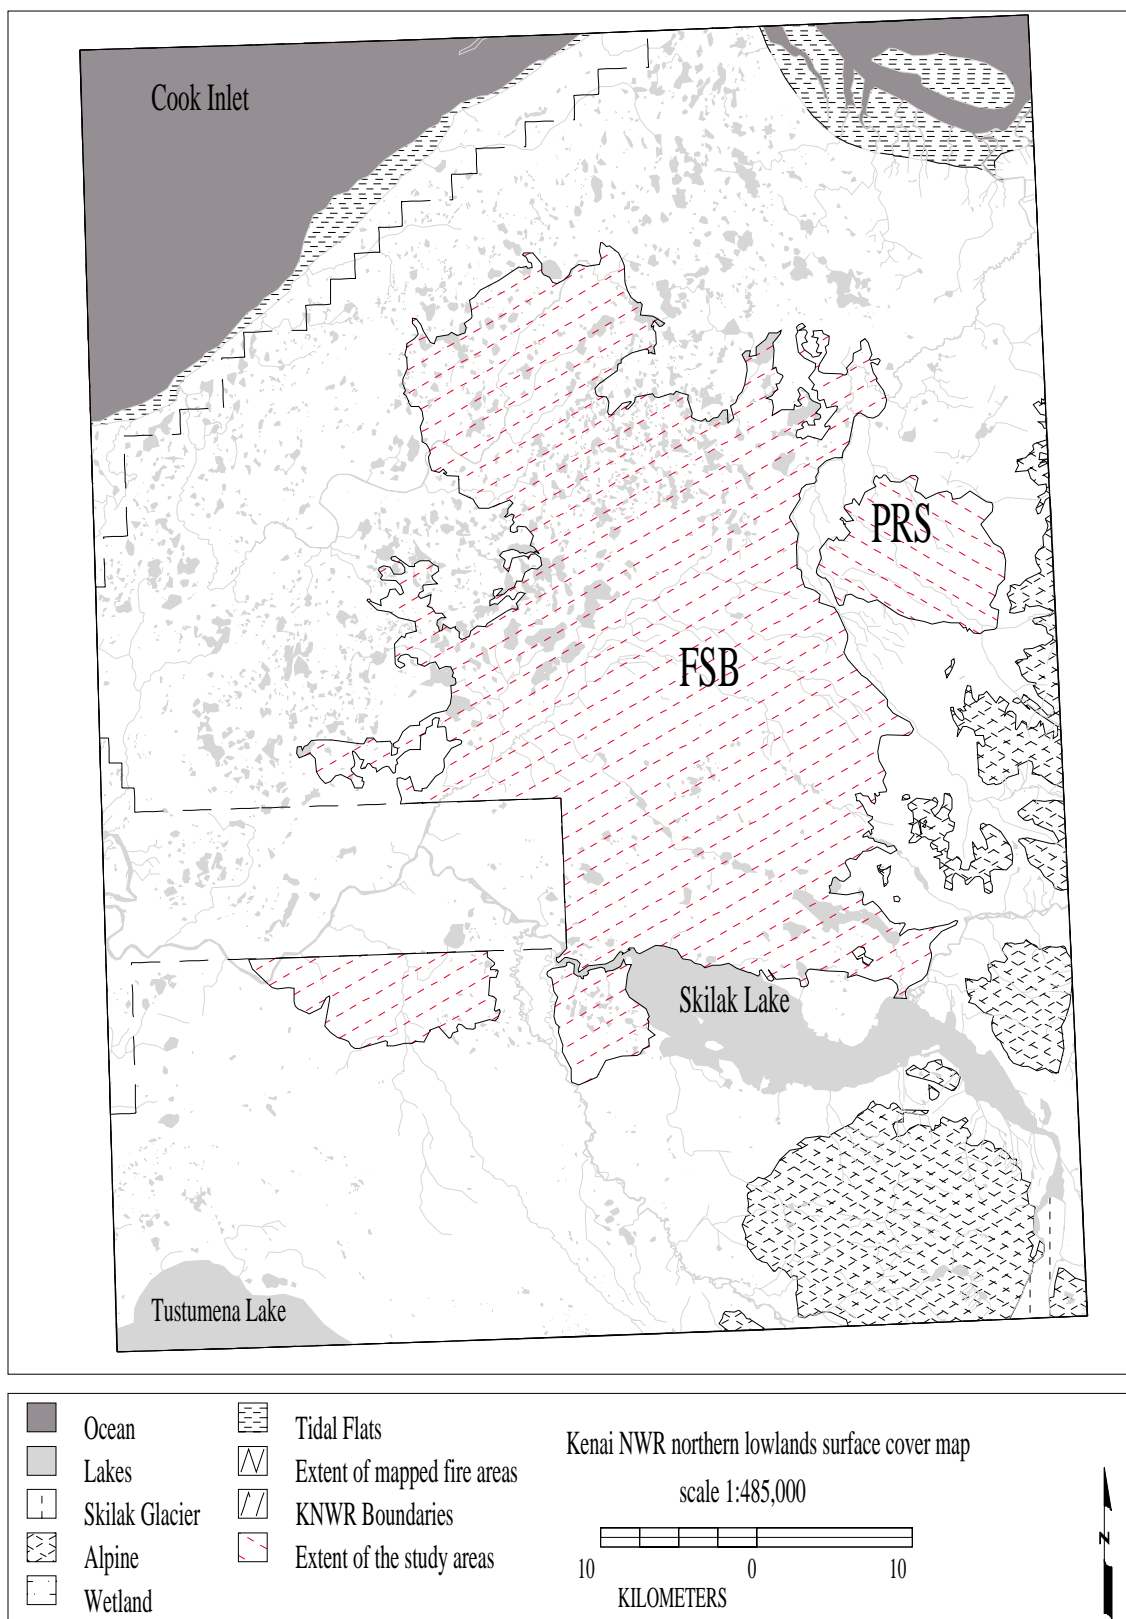 Cook Inlet
PRS
FSB
Skilak Lake
Tustumena Lake
Ocean
Lakes
Skilak Glacier
Alpine
Wetland
Tidal Flats
Extent of mapped fire areas
KNWR Boundaries
Extent of the study areas
Kenai NWR northern lowlands surface cover map
scale 1:485,000
10 0 10
KILOMETERS
N